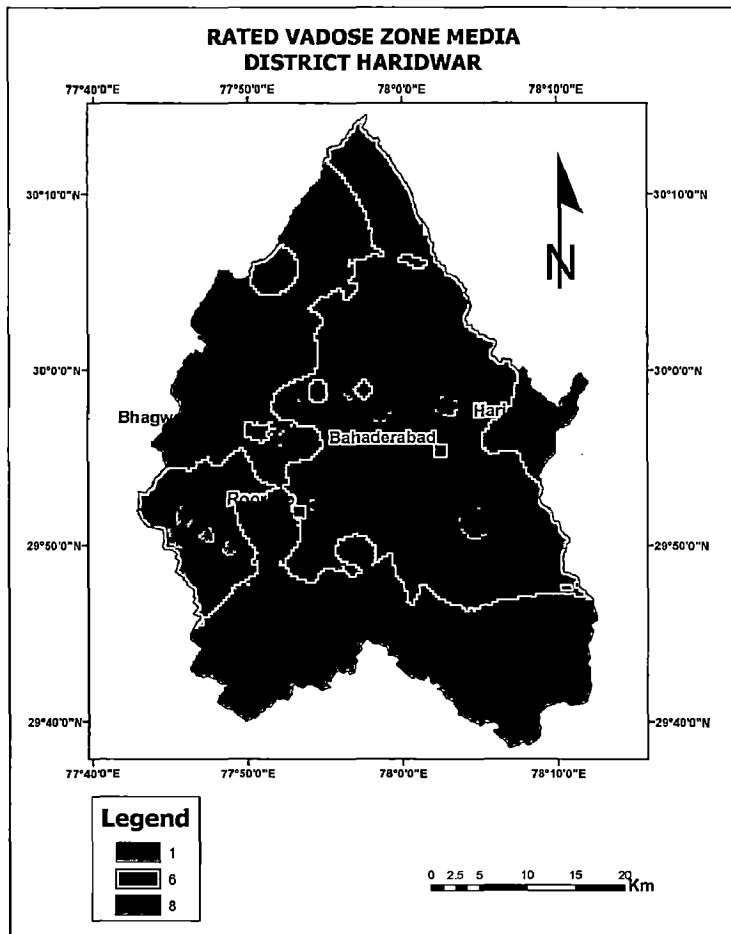 RATED VADOSE ZONE MEDIA
DISTRICT HARIDWAR
77°40'0"E 77°50'0"E 78°0'0"E 78°10'0"E
30°10'0"N 30°10'0"N
N
30°0'0"N 30°0'0"N
Bhagw Hari
Bahaderabad
Roor
29°50'0"N 29°50'0"N
29°40'0"N 29°40'0"N
77°40'0"E 77°50'0"E 78°0'0"E 78°10'0"E
Legend
1
6
8
0 2.5 5 10 15 20
Km